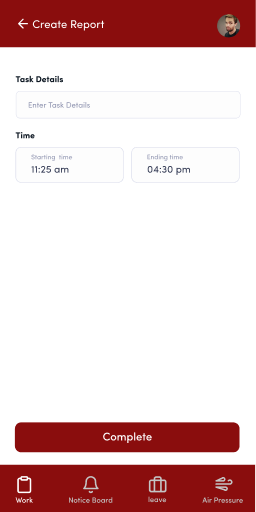 Create Report
Task Details
Enter Task Details
Time
Starting time
Ending time
11:25 am
04:30 pm
Complete
Work
Notice Board
leave
Air Pressure